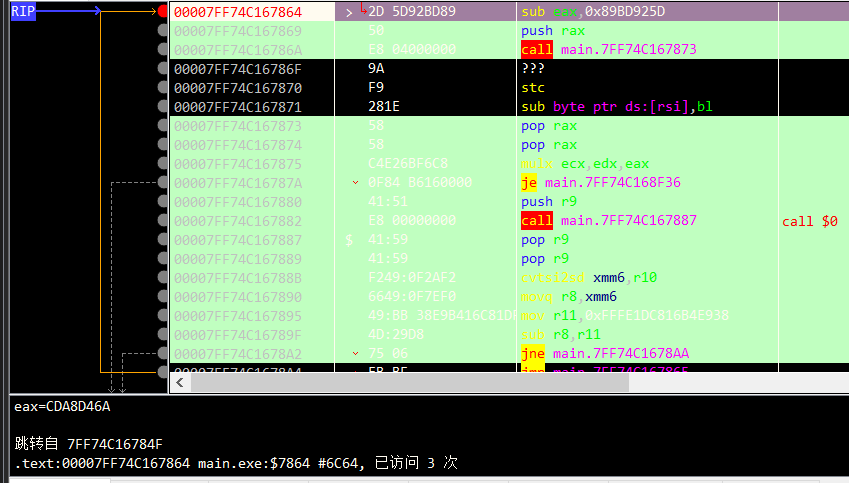 RIP
00007FF74C167864 > 2D 5D92BD89 sub eax,0x89BD925D
00007FF74C167869 50 push rax
00007FF74C16786A E8 04000000 call main.7FF74C167873
00007FF74C16786F 9A ???
00007FF74C167870 F9 stc
00007FF74C167871 281E sub byte ptr ds:[rsi],bl
00007FF74C167873 58 pop rax
00007FF74C167874 58 pop rax
00007FF74C167875 C4E26BF6C8 mulx ecx,edx,eax
00007FF74C16787A 0F84 B6160000 je main.7FF74C168F36
00007FF74C167880 41:51 push r9
00007FF74C167882 E8 00000000 call main.7FF74C167887 call $0
00007FF74C167887 $ 41:59 pop r9
00007FF74C167889 41:59 pop r9
00007FF74C16788B F249:0F2AF2 cvtsi2sd xmm6,r10
00007FF74C167890 6649:0F7EF0 movq r8,xmm6
00007FF74C167895 49:BB 38E9B416C81DF mov r11,0xFFFE1DC816B4E938
00007FF74C16789F 4D:29D8 sub r8,r11
00007FF74C1678A2 75 06 jne main.7FF74C1678AA
00007FF74C1678A4 EB BE jmp main.7FF74C167865
eax=CDA8D46A
跳转自 7FF74C16784F
.text:00007FF74C167864 main.exe:$7864 #6C64, 已访问 3 次